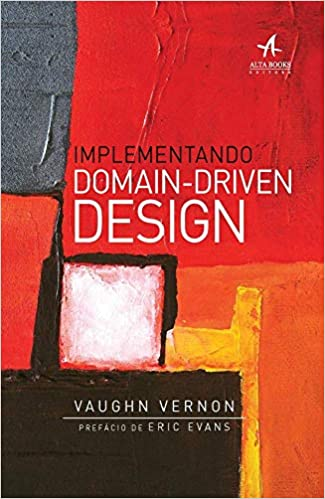 ALTA BOOKS
EDITORA
IMPLEMENTANDO
DOMAIN-DRIVEN
DESIGN
VAUGHN VERNON
PREFÁCIO DE ERIC EVANS